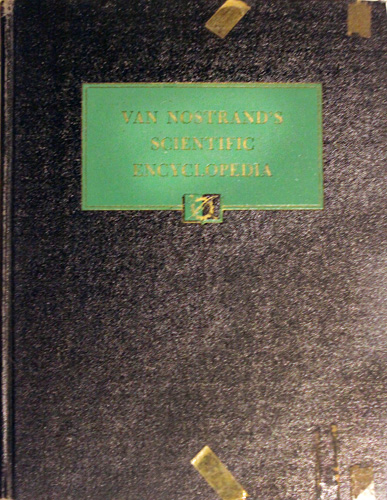 VAN NOSTRAND'S
SCIENTIFIC
ENCYCLOPEDIA